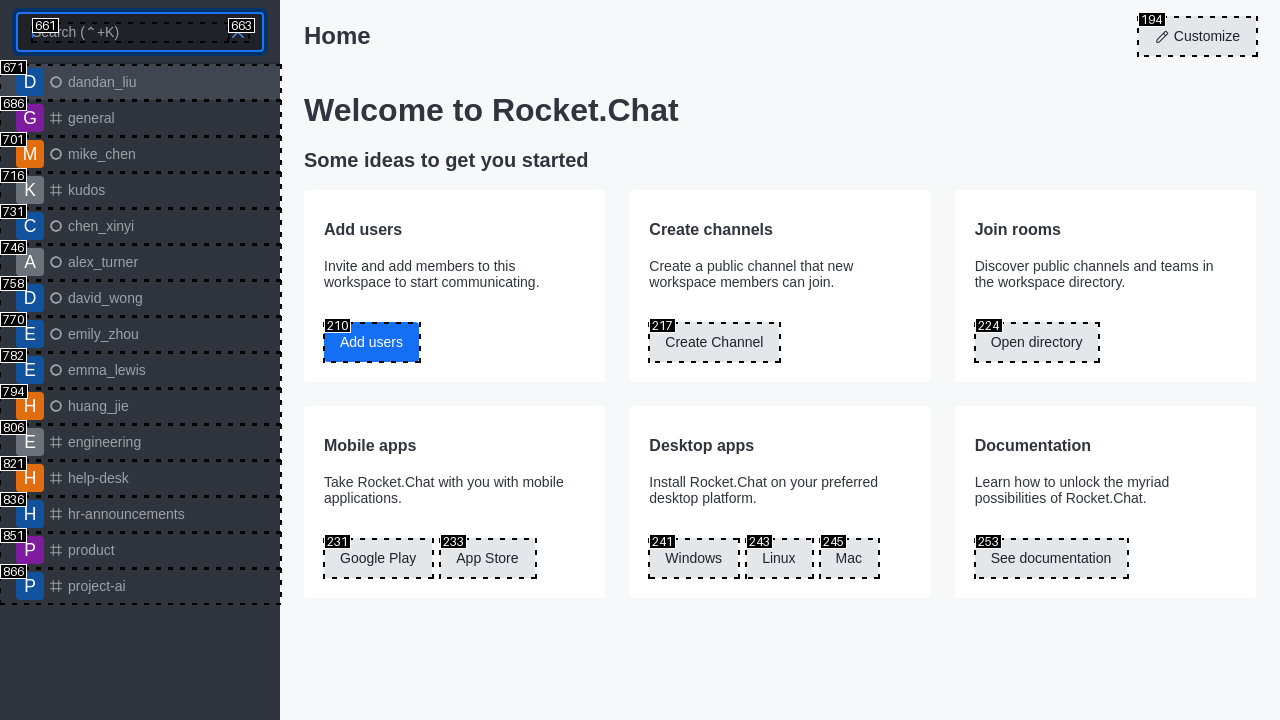 661
Search (⌃+K)
663
671
D dandan_liu
686
G general
701
M mike_chen
716
K kudos
731
C chen_xinyi
746
A alex_turner
758
D david_wong
770
E emily_zhou
782
E emma_lewis
794
H huang_jie
806
E engineering
821
H help-desk
836
H hr-announcements
851
P product
866
P project-ai
Home
194
Customize
Welcome to Rocket.Chat
Some ideas to get you started
Add users
Invite and add members to this
workspace to start communicating.
210
Add users
Create channels
Create a public channel that new
workspace members can join.
217
Create Channel
Join rooms
Discover public channels and teams in
the workspace directory.
224
Open directory
Mobile apps
Take Rocket.Chat with you with mobile
applications.
231
Google Play
233
App Store
Desktop apps
Install Rocket.Chat on your preferred
desktop platform.
241
Windows
243
Linux
245
Mac
Documentation
Learn how to unlock the myriad
possibilities of Rocket.Chat.
253
See documentation